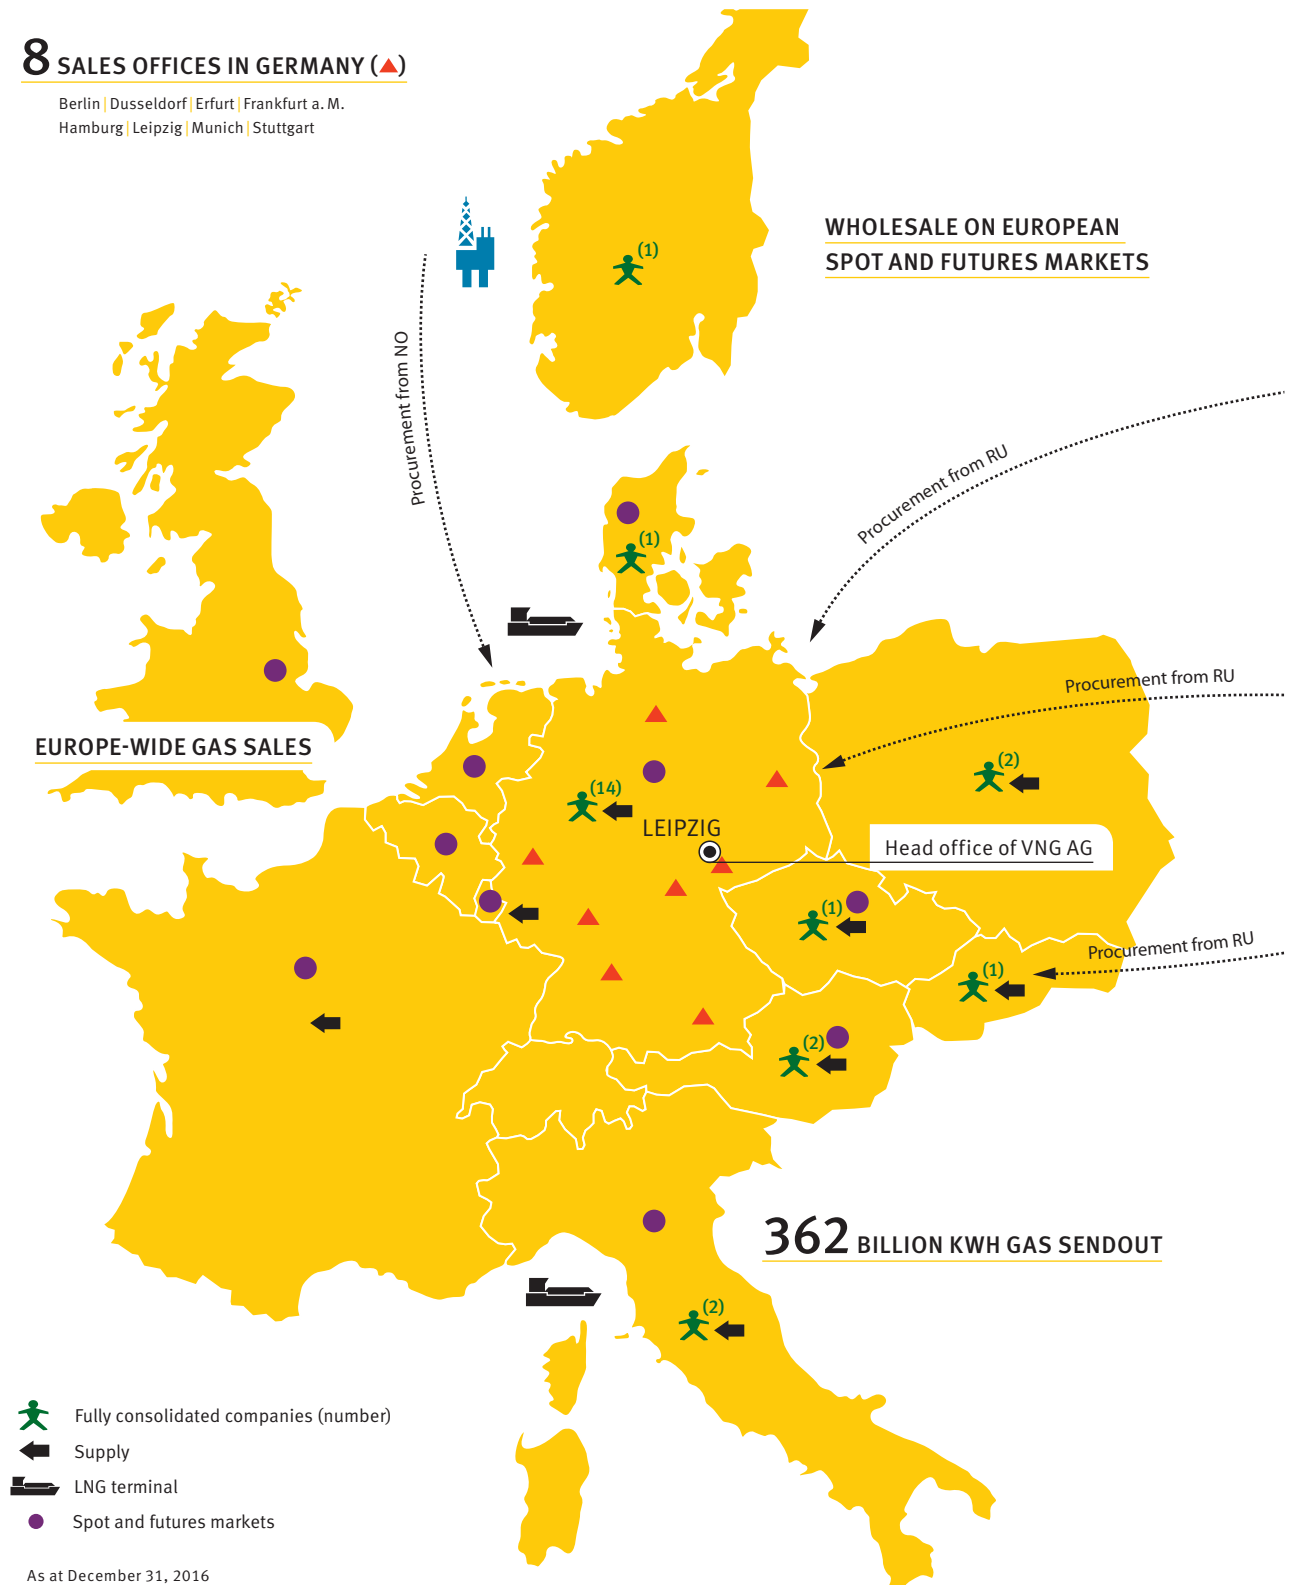 8 SALES OFFICES IN GERMANY (▲)
Berlin | Dusseldorf | Erfurt | Frankfurt a. M.
Hamburg | Leipzig | Munich | Stuttgart
WHOLESALE ON EUROPEAN
SPOT AND FUTURES MARKETS
(1)
Procurement from NO
Procurement from RU
(1)
Procurement from RU
EUROPE-WIDE GAS SALES
(2)
(14)
LEIPZIG
Head office of VNG AG
(1)
Procurement from RU
(1)
(2)
362 BILLION KWH GAS SENDOUT
(2)
Fully consolidated companies (number)
Supply
LNG terminal
Spot and futures markets
As at December 31, 2016